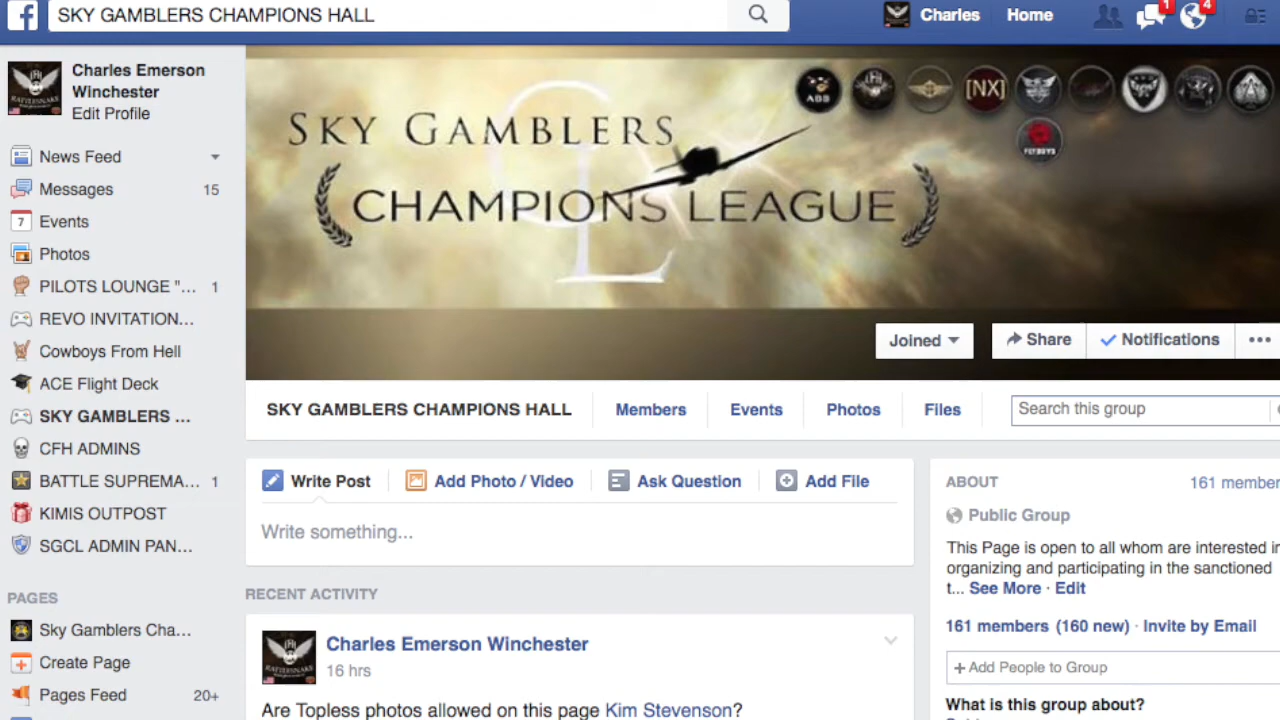 SKY GAMBLERS CHAMPIONS HALL
Charles
Home
1
4
Charles Emerson
Winchester
Edit Profile
News Feed
Messages 15
7 Events
Photos
PILOTS LOUNGE "... 1
REVO INVITATION...
Cowboys From Hell
ACE Flight Deck
SKY GAMBLERS ...
CFH ADMINS
BATTLE SUPREMA... 1
KIMIS OUTPOST
SGCL ADMIN PAN...
PAGES
Sky Gamblers Cha...
Create Page
Pages Feed 20+
SKY GAMBLERS
CHAMPIONS LEAGUE
CL
[NX]
FLYBOYS
Joined
Share
Notifications
SKY GAMBLERS CHAMPIONS HALL
Members
Events
Photos
Files
Search this group
Write Post
Add Photo / Video
Ask Question
Add File
Write something...
RECENT ACTIVITY
Charles Emerson Winchester
16 hrs
Are Topless photos allowed on this page Kim Stevenson?
ABOUT
161 member
Public Group
This Page is open to all whom are interested in
organizing and participating in the sanctioned
t... See More · Edit
161 members (160 new) · Invite by Email
+ Add People to Group
What is this group about?